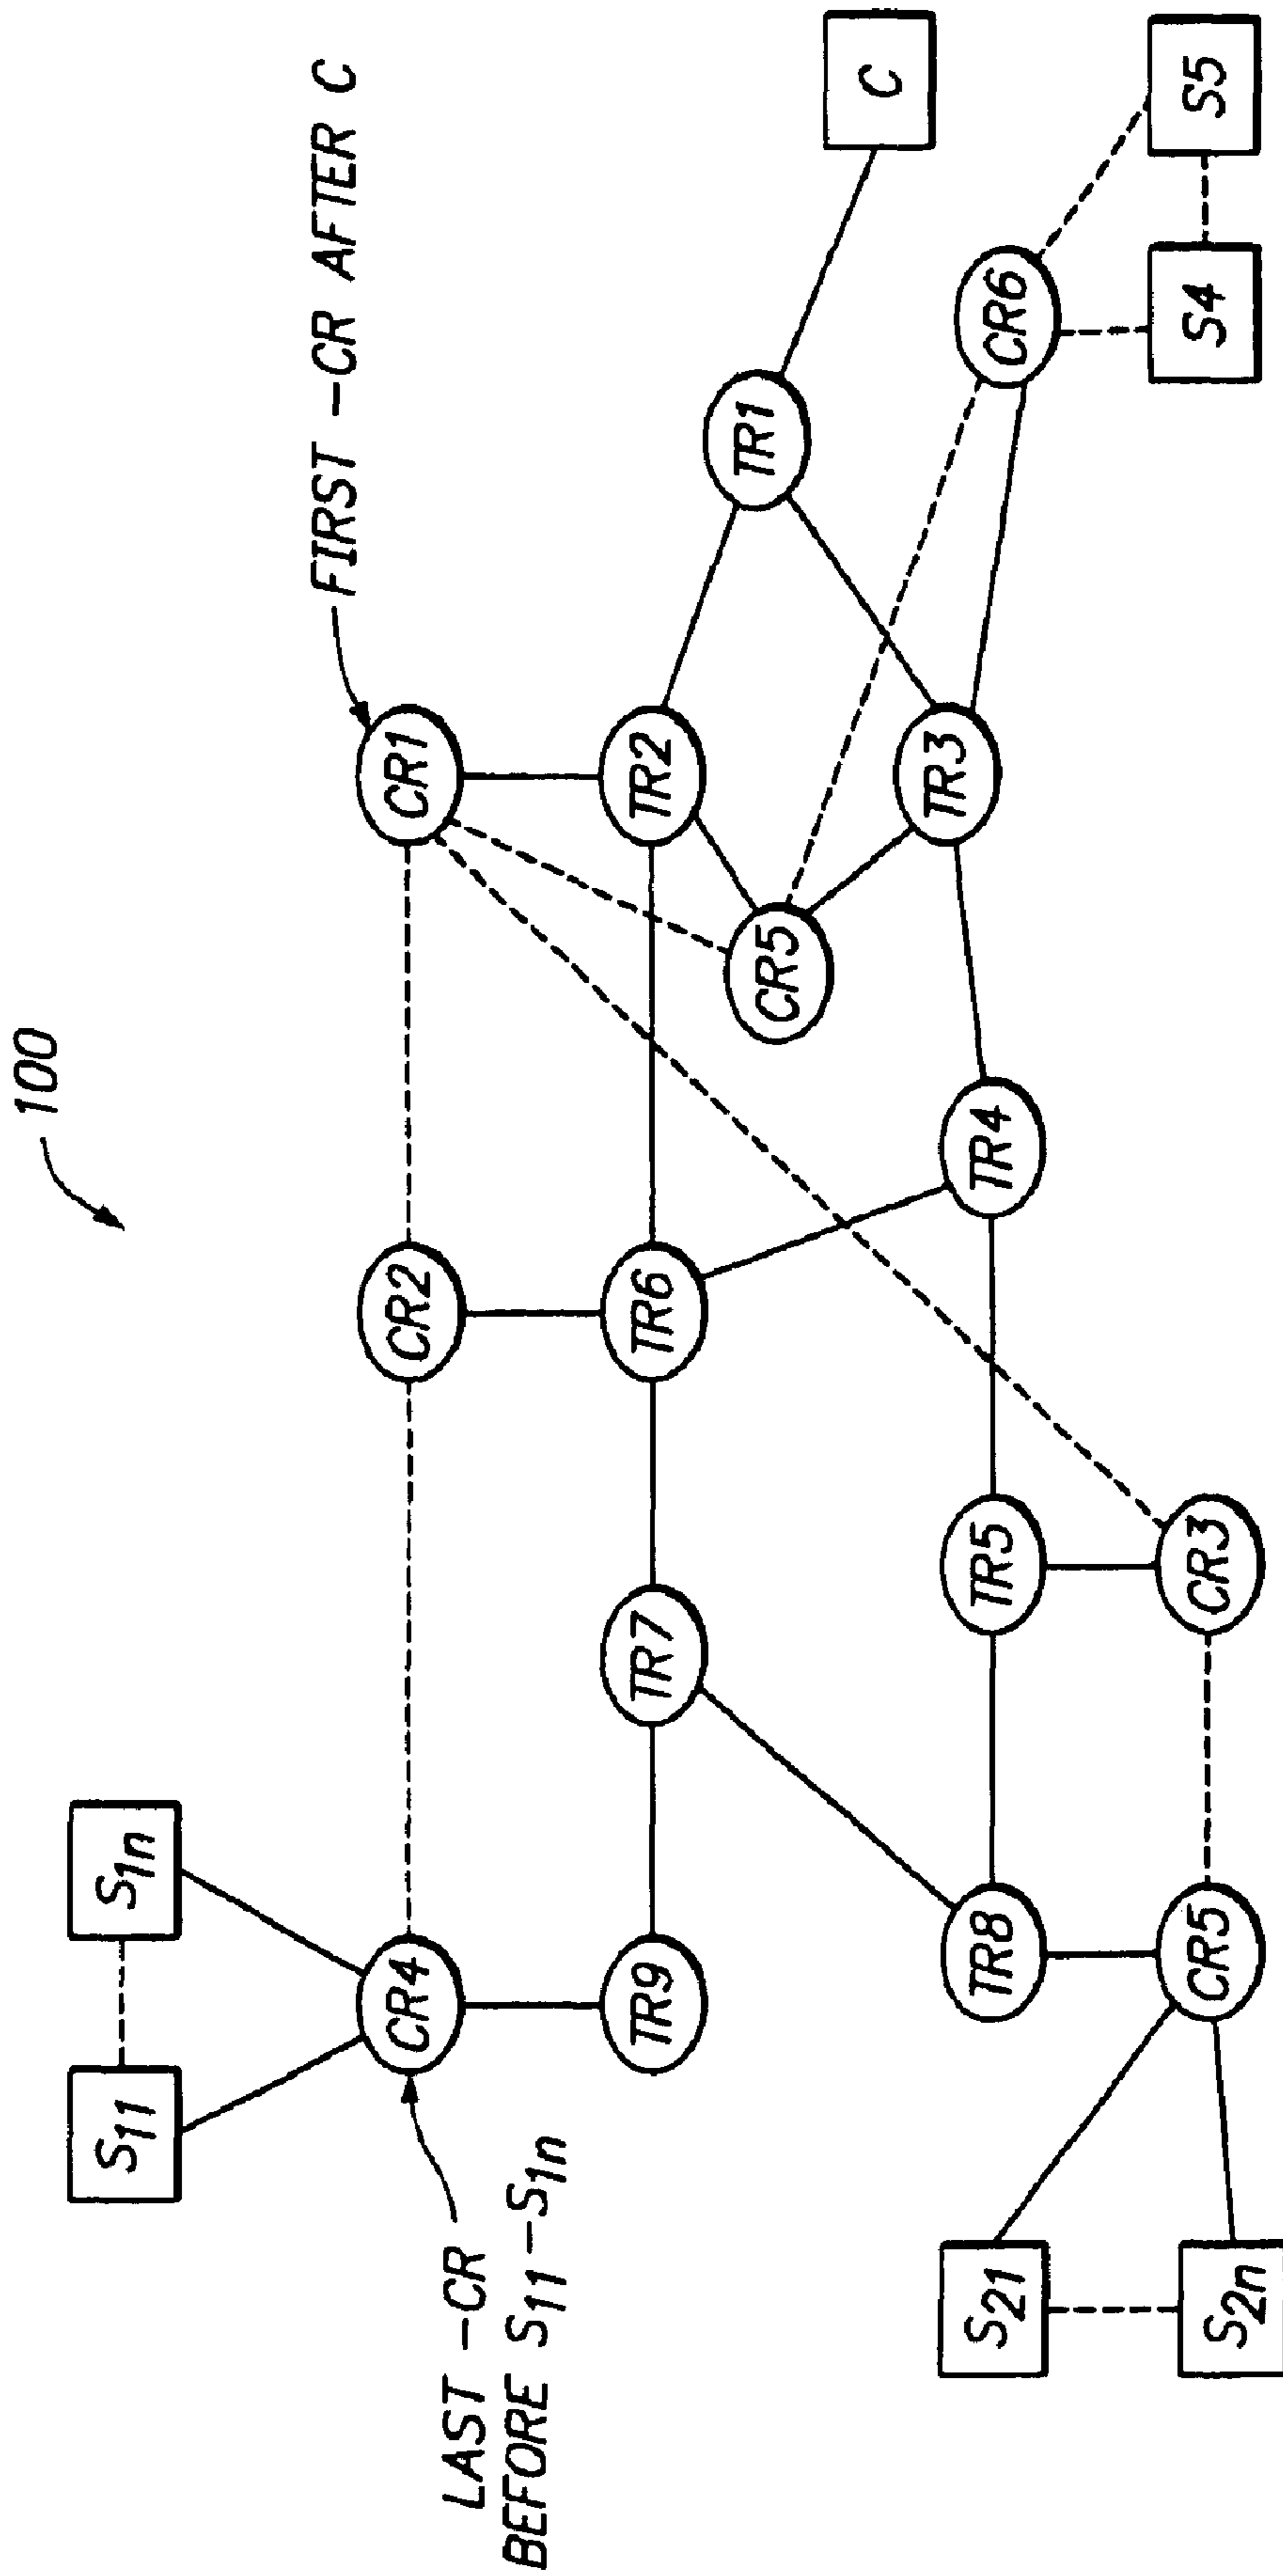 100
S11
S1n
LAST -CR
BEFORE S11-S1n
CR4
CR2
CR1
FIRST -CR AFTER C
TR9
TR7
TR6
TR2
TR1
C
CR5
S21
S2n
TR8
TR5
TR4
TR3
CR6
CR5
CR3
S4
S5